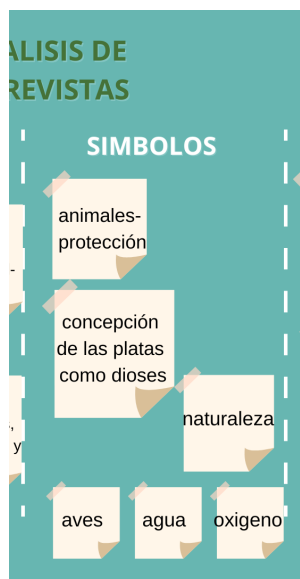 ALISIS DE
REVISTAS
SIMBOLOS
animales-
protección
concepción
de las platas
como dioses
naturaleza
aves
agua
oxigeno
-
,
y